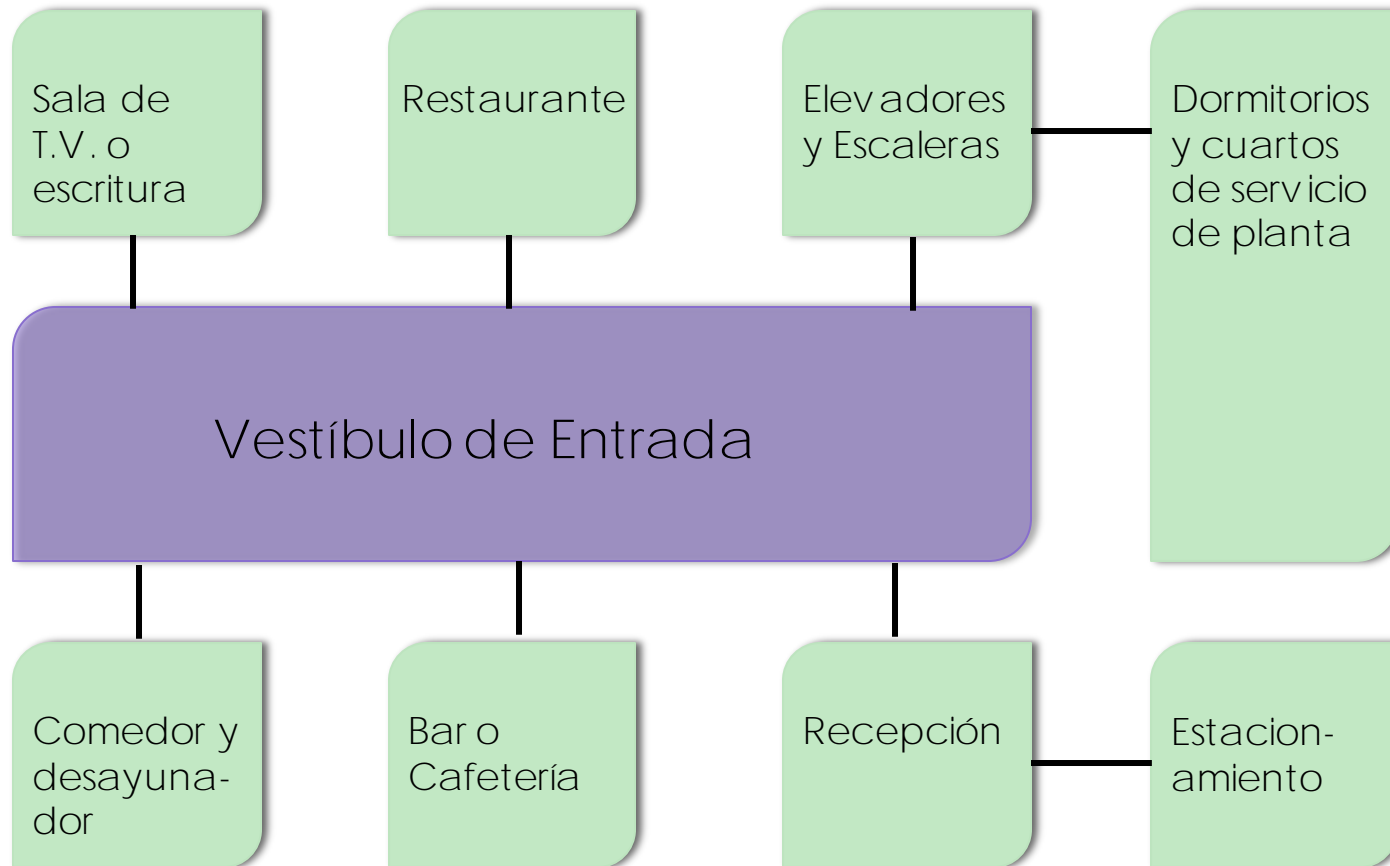 Sala de
T.V. o
escritura
Restaurante
Elevadores
y Escaleras
Dormitorios
y cuartos
de servicio
de planta
Vestíbulo de Entrada
Comedor y
desayuna-
dor
Bar o
Cafetería
Recepción
Estacion-
amiento